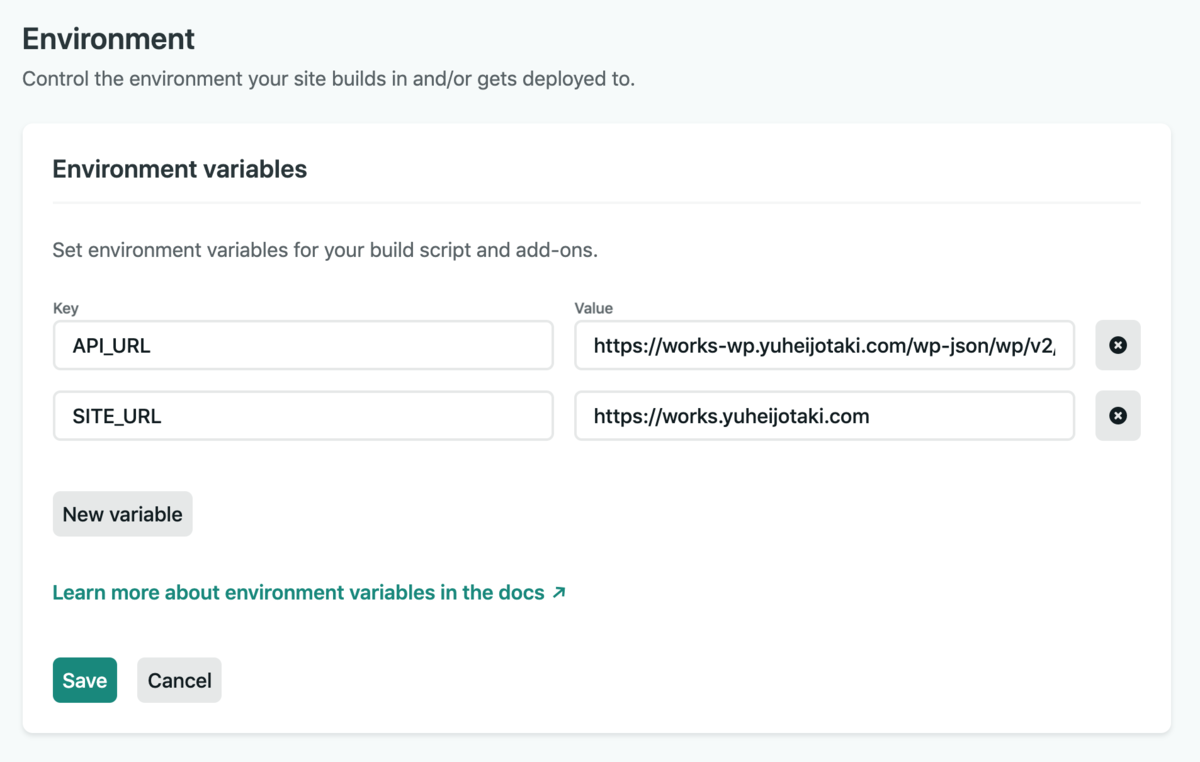 Environment
Control the environment your site builds in and/or gets deployed to.
Environment variables
Set environment variables for your build script and add-ons.
Key Value
API_URL https://works-wp.yuheijotaki.com/wp-json/wp/v2,
SITE_URL https://works.yuheijotaki.com
New variable
Learn more about environment variables in the docs ↗
Save Cancel